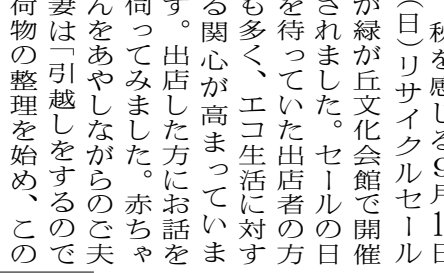 秋を感じる9月1日
(日)リサイクルセール
が緑が丘文化会館で開催
されました。セールの日
を待っていた出店者の方
も多く、エコ生活に対す
る関心が高まっていま
す。出店した方にお話を
伺ってみました。赤ちゃ
んをあやしながらのご夫
妻は「引越しをするので
荷物の整理を始め、この